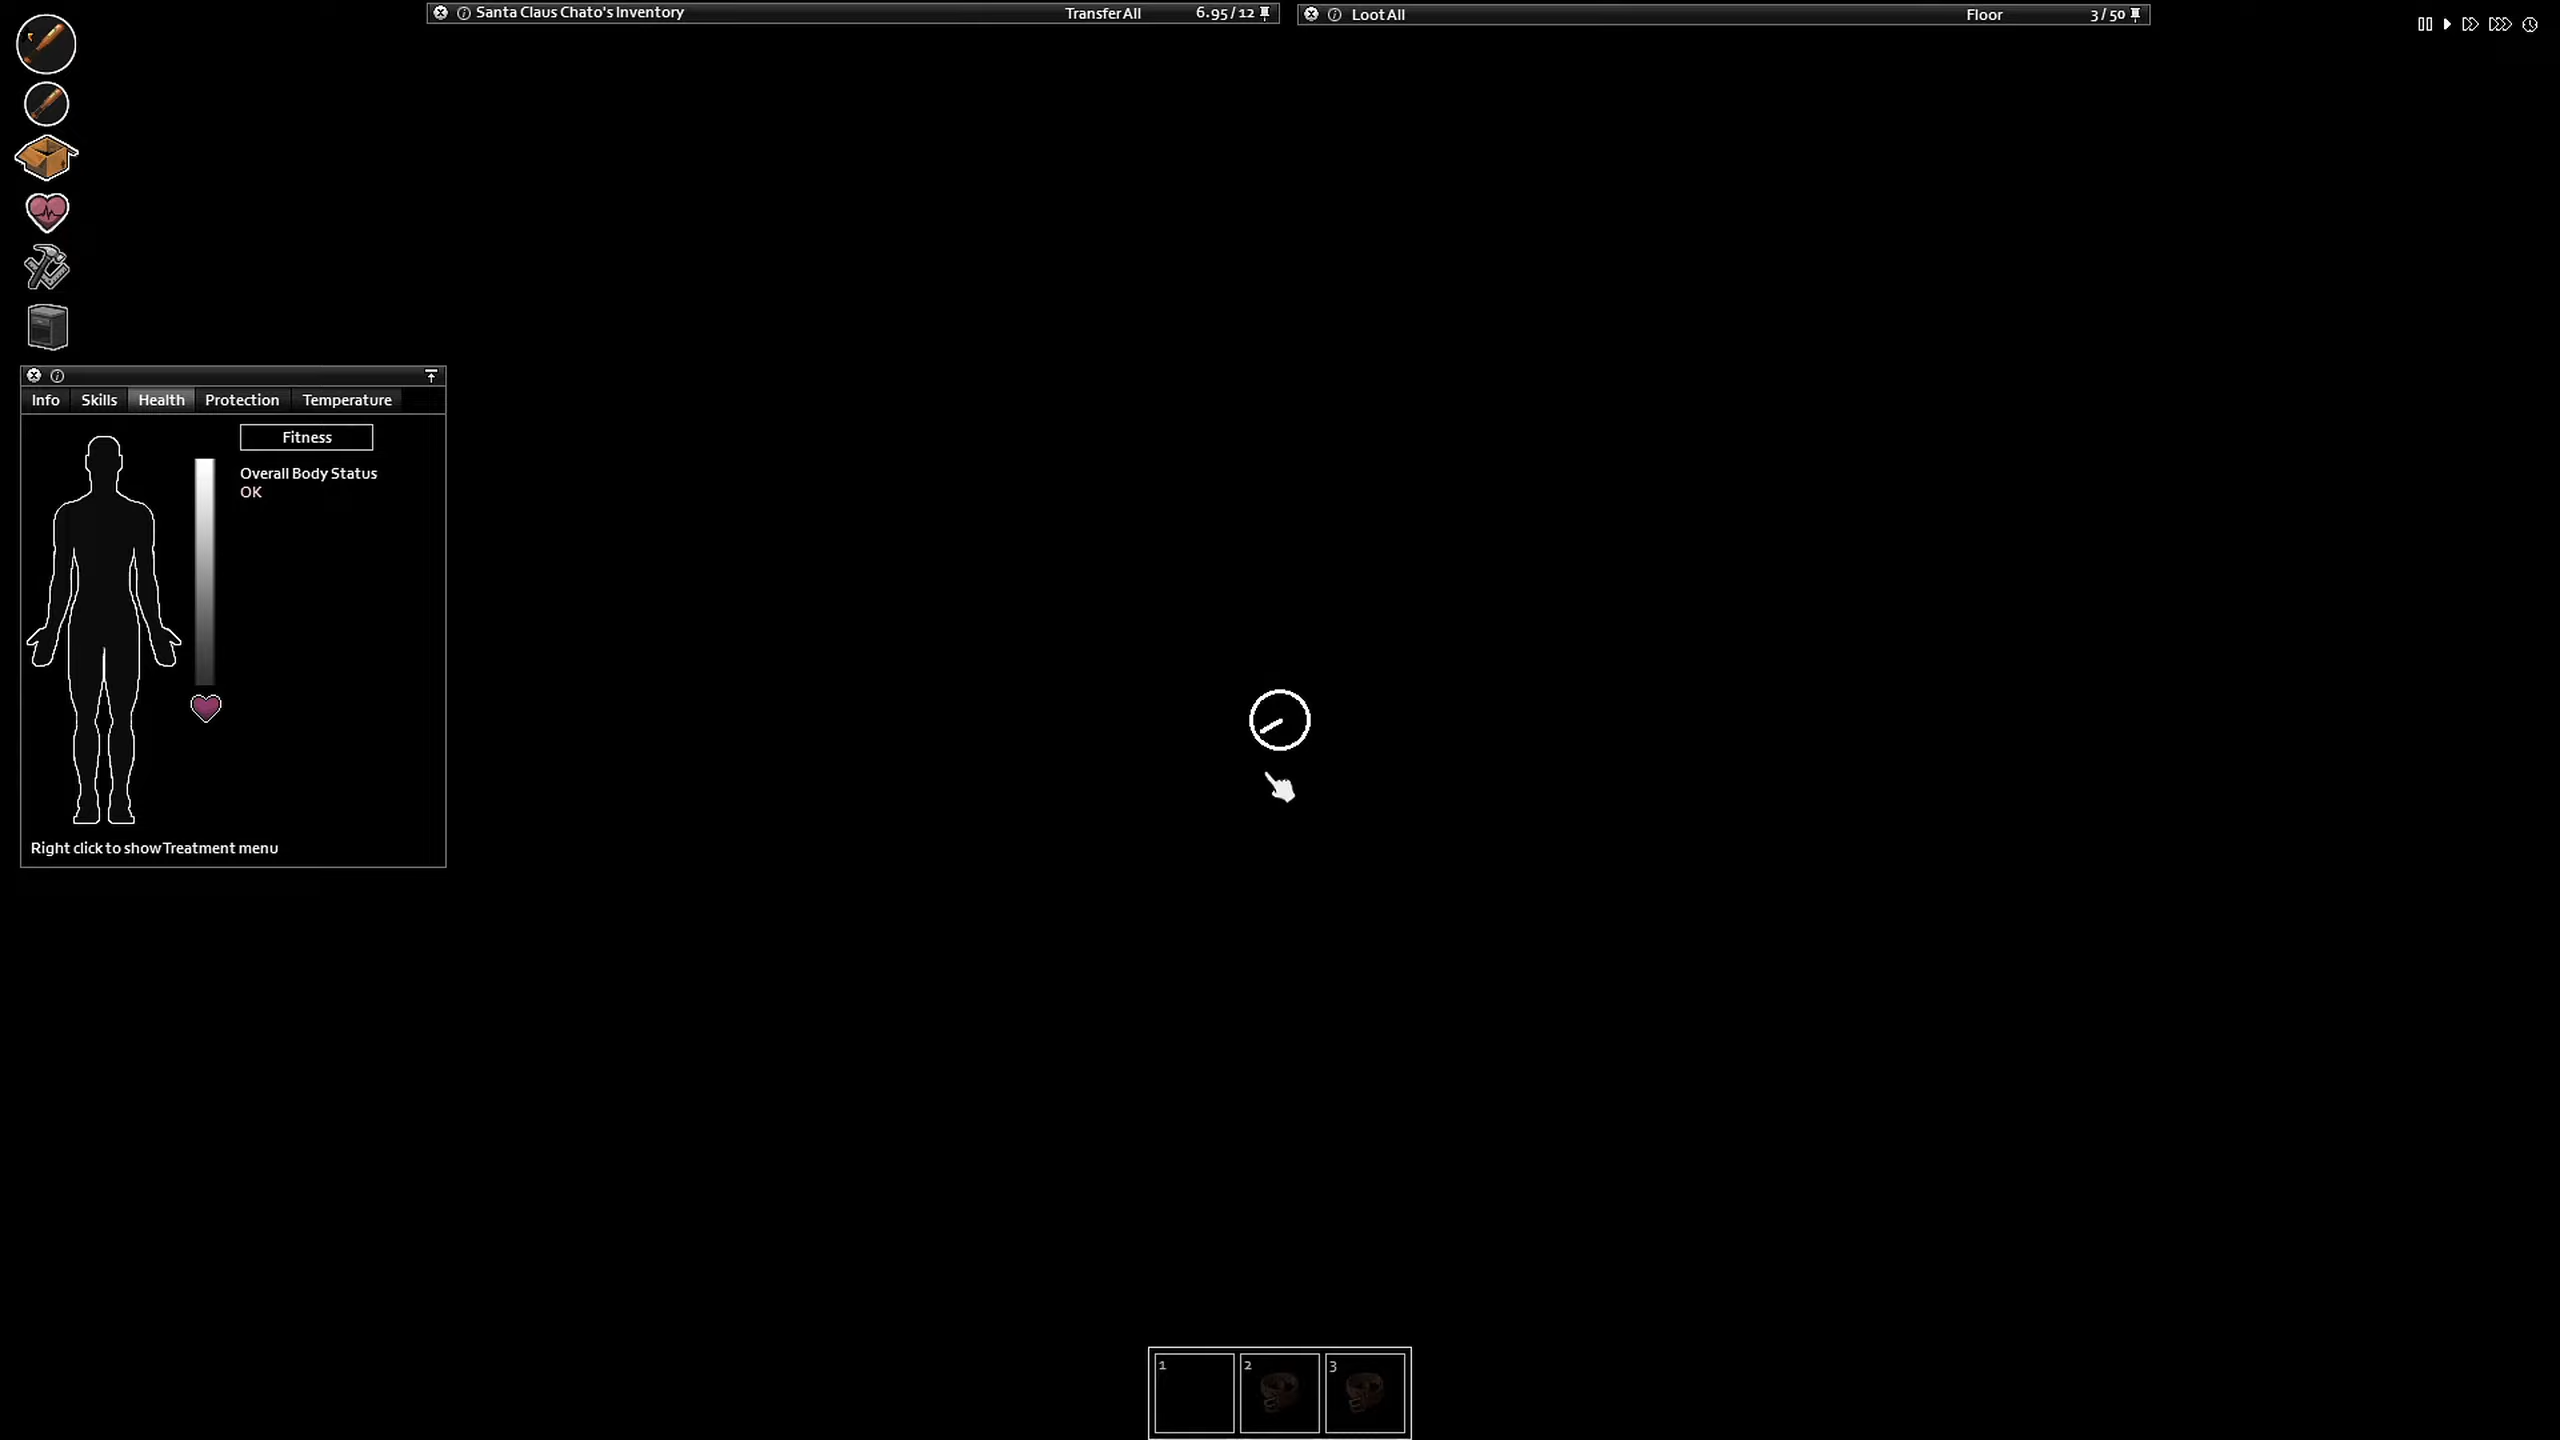 Santa Claus Chato's Inventory Transfer All 6.95 / 12
Loot All Floor 3 / 50
Info Skills Health Protection Temperature
Fitness
Overall Body Status
OK
Right click to show Treatment menu
1 2 3